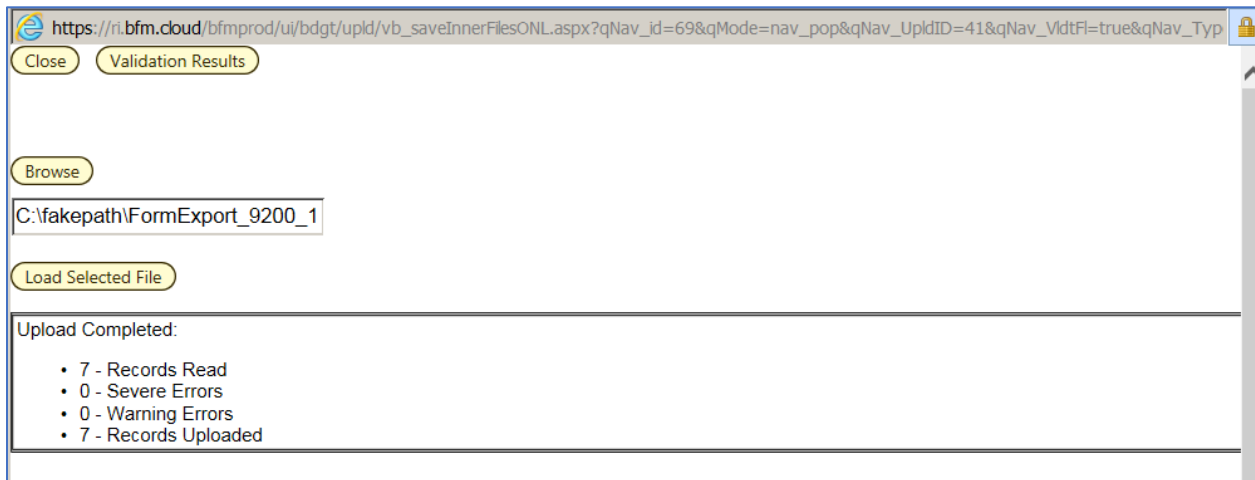 https://ri.bfm.cloud/bfmprod/ui/bdgt/upld/vb_saveInnerFilesONL.aspx?qNav_id=69&qMode=nav_pop&qNav_UpldID=41&qNav_VldtFl=true&qNav_Typ
Close Validation Results
Browse
C:\fakepath\FormExport_9200_1
Load Selected File
Upload Completed:
• 7 - Records Read
• 0 - Severe Errors
• 0 - Warning Errors
• 7 - Records Uploaded